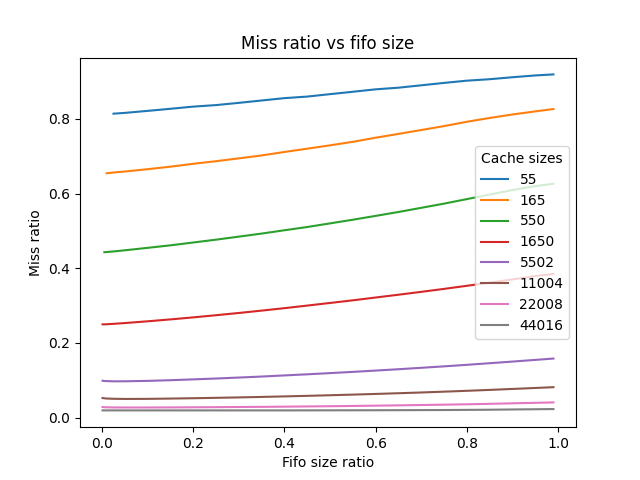 Miss ratio vs fifo size
Miss ratio
0.8
0.6
0.4
0.2
0.0
Cache sizes
55
165
550
1650
5502
11004
22008
44016
0.0 0.2 0.4 0.6 0.8 1.0
Fifo size ratio